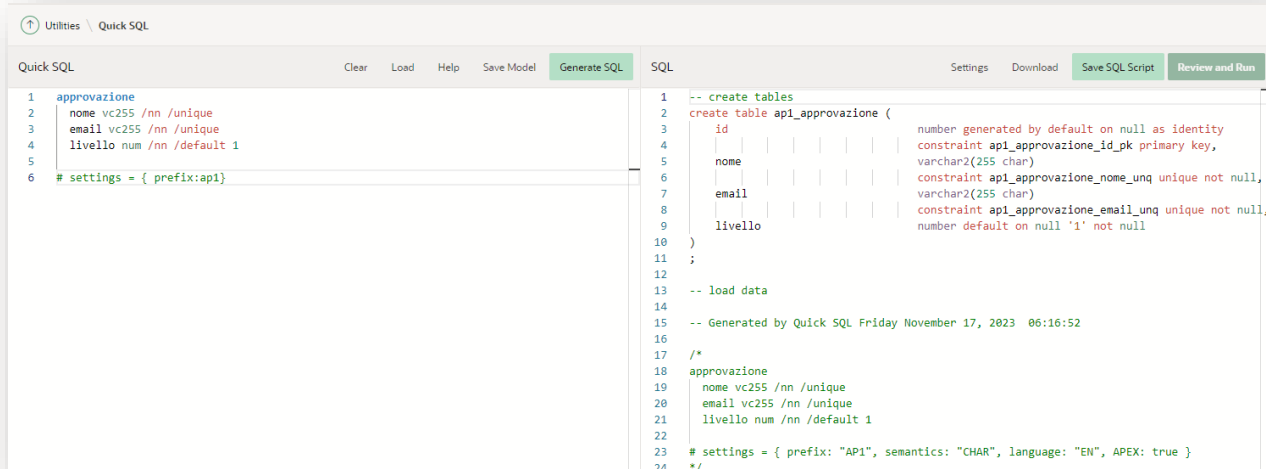 Utilities \ Quick SQL
Quick SQL Clear Load Help Save Model Generate SQL
1 approvazione
2 nome vc255 /nn /unique
3 email vc255 /nn /unique
4 livello num /nn /default 1
5
6 # settings = { prefix:ap1}
SQL Settings Download Save SQL Script Review and Run
1 -- create tables
2 create table ap1_approvazione (
3 id number generated by default on null as identity
4 constraint ap1_approvazione_id_pk primary key,
5 nome varchar2(255 char)
6 constraint ap1_approvazione_nome_unq unique not null,
7 email varchar2(255 char)
8 constraint ap1_approvazione_email_unq unique not null,
9 livello number default on null '1' not null
10 )
11 ;
12
13 -- load data
14
15 -- Generated by Quick SQL Friday November 17, 2023 06:16:52
16
17 /*
18 approvazione
19 nome vc255 /nn /unique
20 email vc255 /nn /unique
21 livello num /nn /default 1
22
23 # settings = { prefix: "AP1", semantics: "CHAR", language: "EN", APEX: true }
24 */